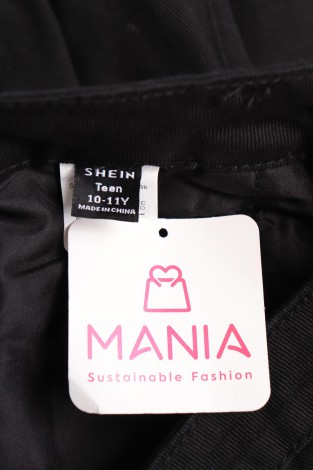 SHEIN
Teen
10-11Y
MADE IN CHINA
MANIA
Sustainable Fashion